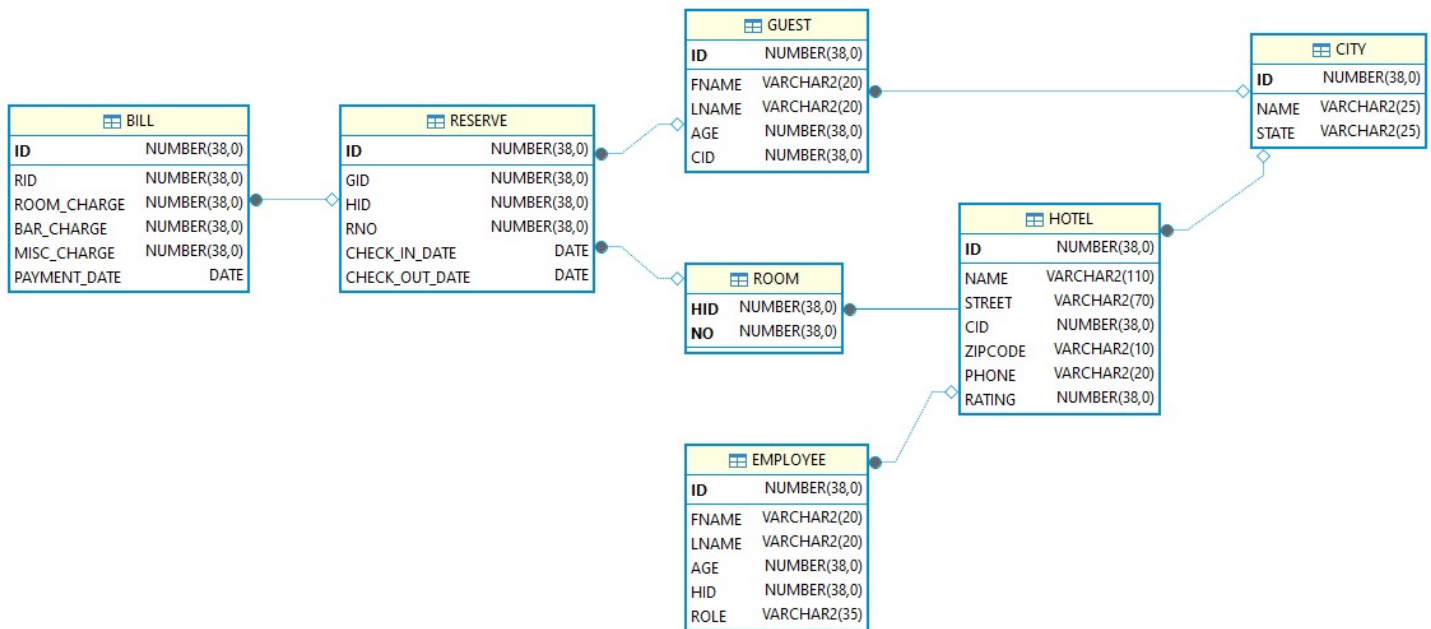 BILL
ID NUMBER(38,0)
RID NUMBER(38,0)
ROOM_CHARGE NUMBER(38,0)
BAR_CHARGE NUMBER(38,0)
MISC_CHARGE NUMBER(38,0)
PAYMENT_DATE DATE
RESERVE
ID NUMBER(38,0)
GID NUMBER(38,0)
HID NUMBER(38,0)
RNO NUMBER(38,0)
CHECK_IN_DATE DATE
CHECK_OUT_DATE DATE
GUEST
ID NUMBER(38,0)
FNAME VARCHAR2(20)
LNAME VARCHAR2(20)
AGE NUMBER(38,0)
CID NUMBER(38,0)
ROOM
HID NUMBER(38,0)
NO NUMBER(38,0)
EMPLOYEE
ID NUMBER(38,0)
FNAME VARCHAR2(20)
LNAME VARCHAR2(20)
AGE NUMBER(38,0)
HID NUMBER(38,0)
ROLE VARCHAR2(35)
HOTEL
ID NUMBER(38,0)
NAME VARCHAR2(110)
STREET VARCHAR2(70)
CID NUMBER(38,0)
ZIPCODE VARCHAR2(10)
PHONE VARCHAR2(20)
RATING NUMBER(38,0)
CITY
ID NUMBER(38,0)
NAME VARCHAR2(25)
STATE VARCHAR2(25)